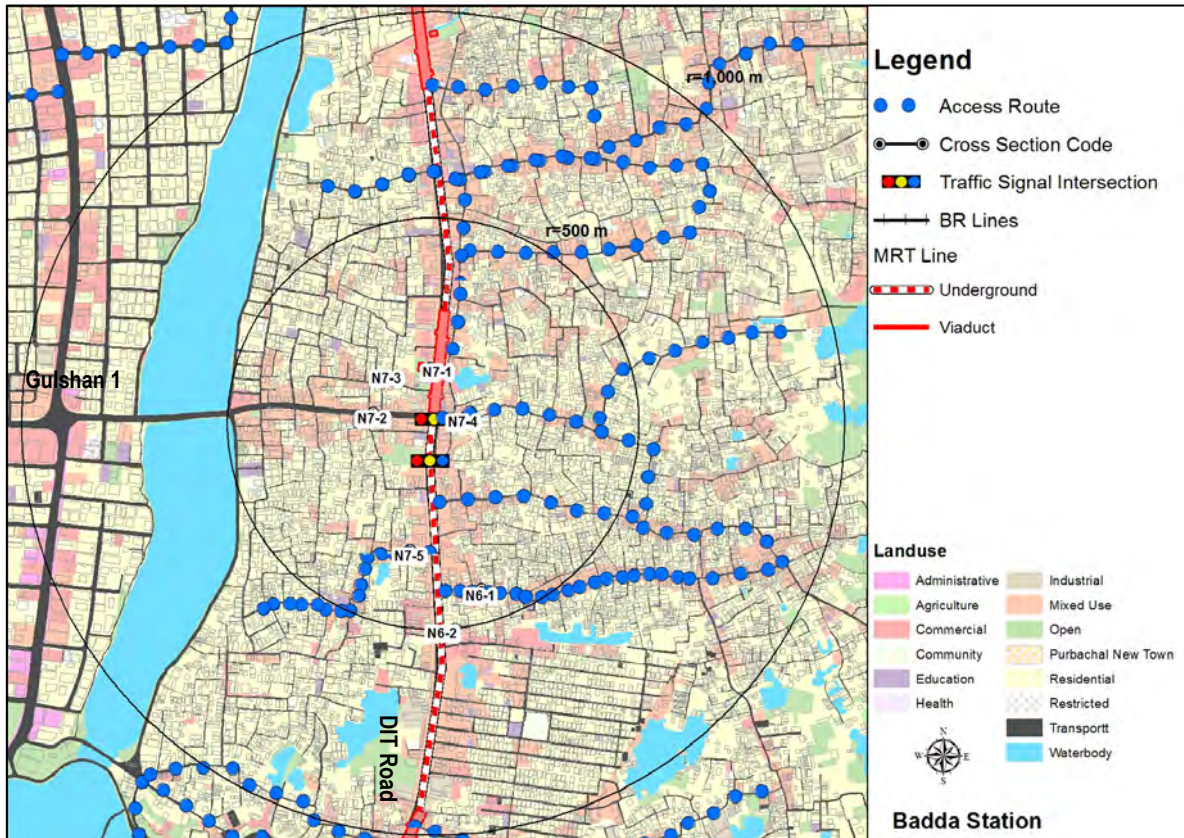 r=1,000 m
r=500 m
Gulshan 1
N7-3
N7-1
N7-2
N7-4
N7-5
N6-1
N6-2
DIT Road
Legend
Access Route
Cross Section Code
Traffic Signal Intersection
BR Lines
MRT Line
Underground
Viaduct
Landuse
Administrative
Agriculture
Commercial
Community
Education
Health
Industrial
Mixed Use
Open
Purbachal New Town
Residential
Restricted
Transportt
Waterbody
N
W
E
S
Badda Station